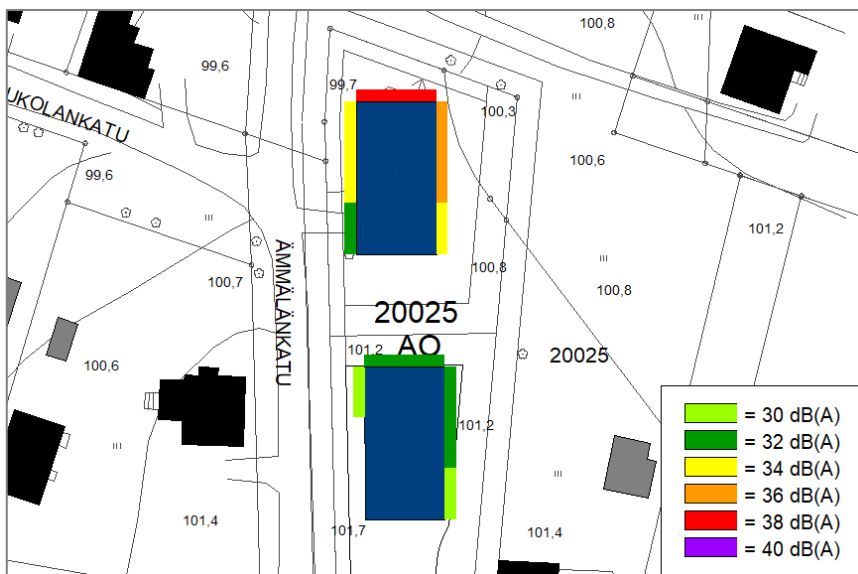 100,8
III
99,6
99,7
100,3
III
UKOLANKATU
100,6
99,6
III
101,2
III
ÄMMÄLÄNKATU
100,7
100,8
100,8
20025
AO
101,2
20025
100,6
101,2
III
III
101,4
101,7
101,4
= 30 dB(A)
= 32 dB(A)
= 34 dB(A)
= 36 dB(A)
= 38 dB(A)
= 40 dB(A)